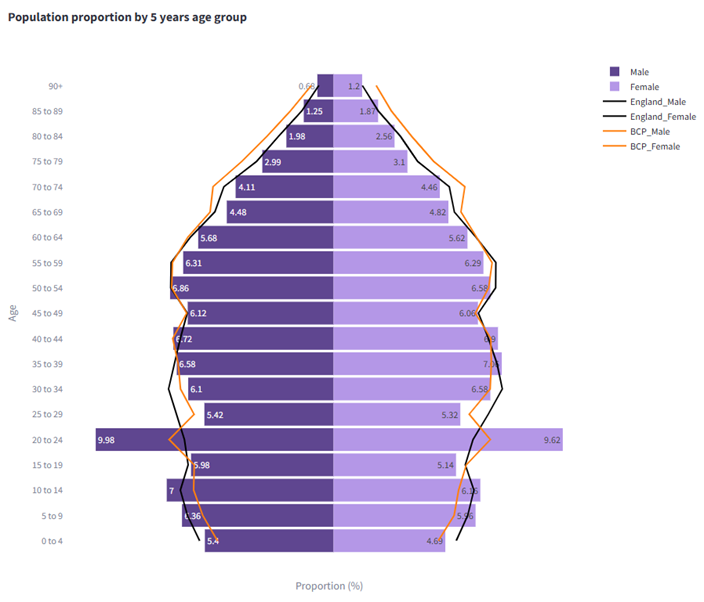 Population proportion by 5 years age group
Male
Female
England_Male
England_Female
BCP_Male
BCP_Female
Age
90+ 1.2
85 to 89 1.25 1.87
80 to 84 1.98 2.56
75 to 79 2.99 3.1
70 to 74 4.11 4.46
65 to 69 4.48 4.82
60 to 64 5.68 5.62
55 to 59 6.31 6.29
50 to 54 6.86 6.58
45 to 49 6.12 6.06
40 to 44 6.72
35 to 39 6.58
30 to 34 6.1 6.58
25 to 29 5.42 5.32
20 to 24 9.98 9.62
15 to 19 5.98 5.14
10 to 14 7
5 to 9 6.36
0 to 4 5.4 4.69
Proportion (%)